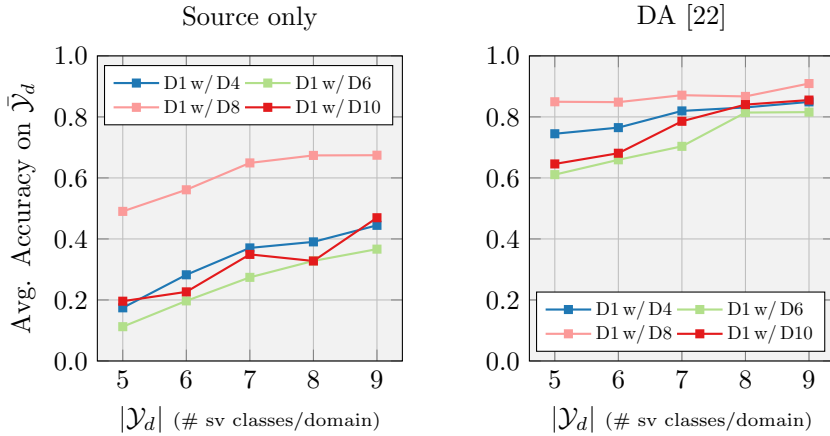 Source only
Avg. Accuracy on $\bar{\mathcal{Y}}_d$
1.0
0.8
0.6
0.4
0.2
0.0
D1 w/ D4
D1 w/ D6
D1 w/ D8
D1 w/ D10
5 6 7 8 9
|𝒴_d| (# sv classes/domain)
DA [22]
1.0
0.8
0.6
0.4
0.2
0.0
D1 w/ D4
D1 w/ D6
D1 w/ D8
D1 w/ D10
5 6 7 8 9
|𝒴_d| (# sv classes/domain)